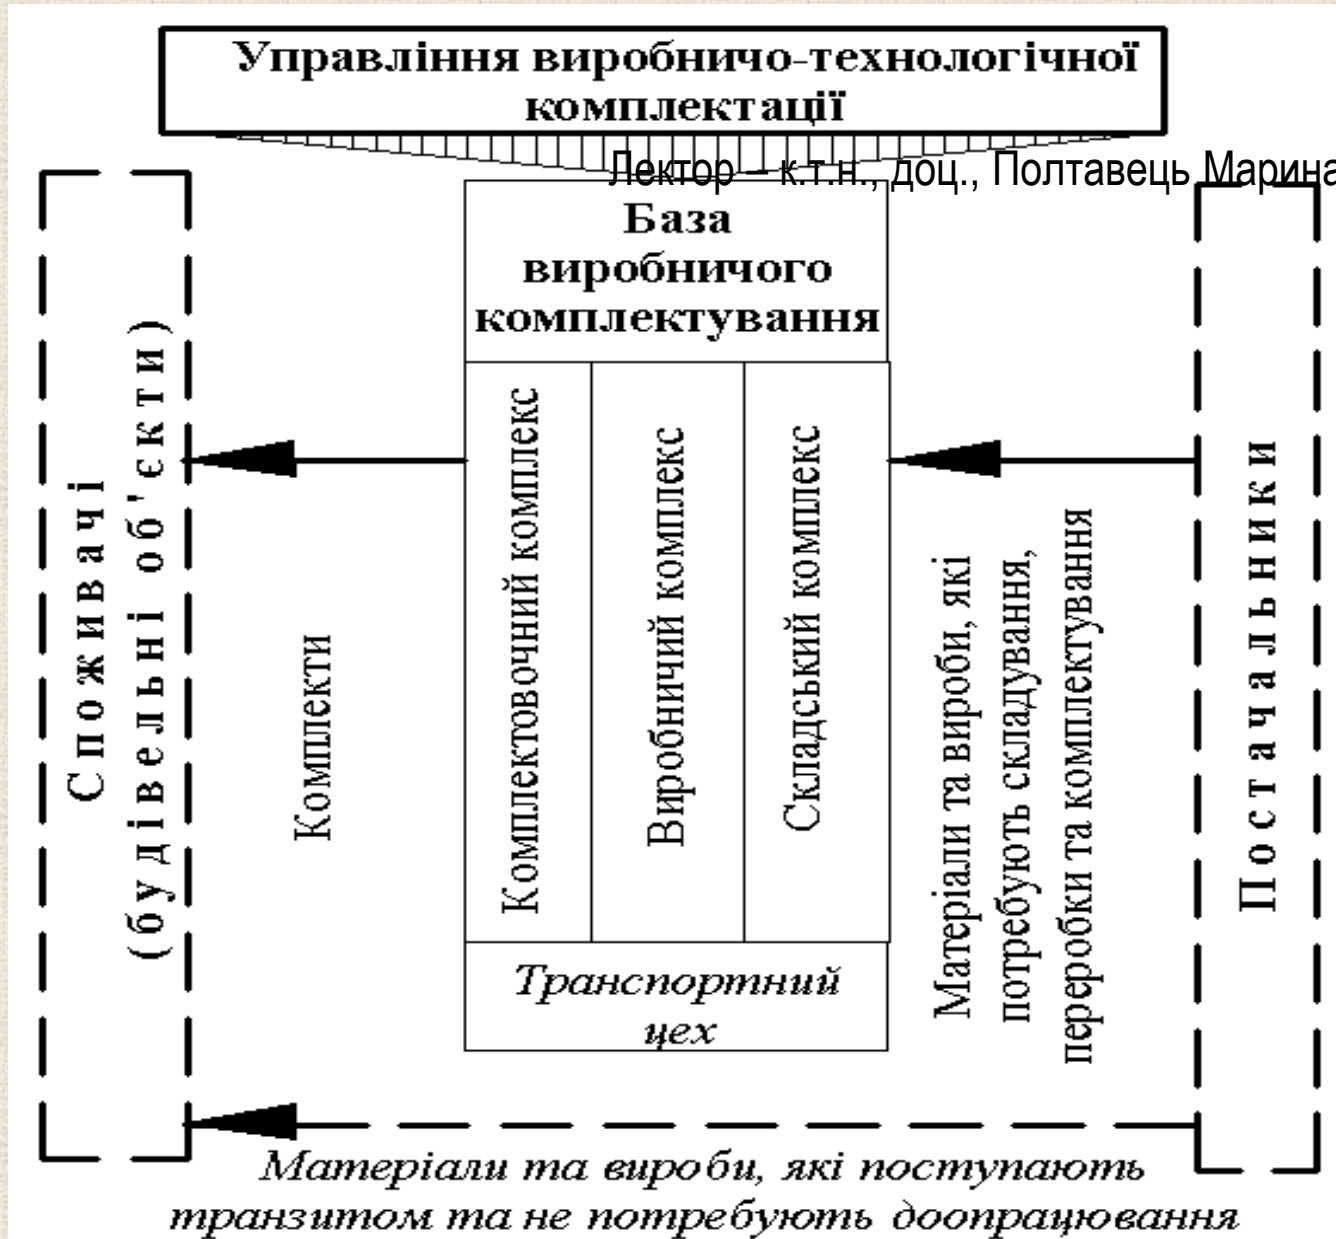 Управління виробничо-технологічної
комплектації
Лектор – к.т.н., доц., Полтавець Марина
База
виробничого
комплектування
Споживачі
(будівельні об'єкти)
Комплекти
Комплектовочний комплекс
Виробничий комплекс
Складський комплекс
Матеріали та вироби, які
потребують складування,
переробки та комплектування
Постачальники
Транспортний
цех
Матеріали та вироби, які поступають
транзитом та не потребують доопрацювання